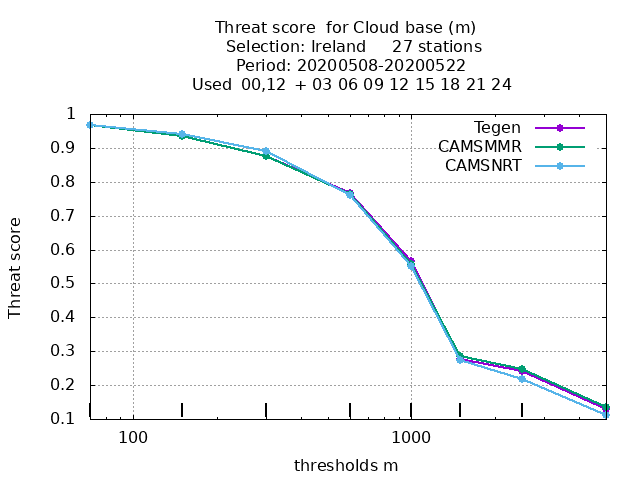 Threat score  for Cloud base (m)
Selection: Ireland     27 stations
Period: 20200508-20200522
Used  00,12  + 03 06 09 12 15 18 21 24
Tegen
CAMSMMR
CAMSNRT
Threat score
1
0.9
0.8
0.7
0.6
0.5
0.4
0.3
0.2
0.1
100
1000
thresholds m